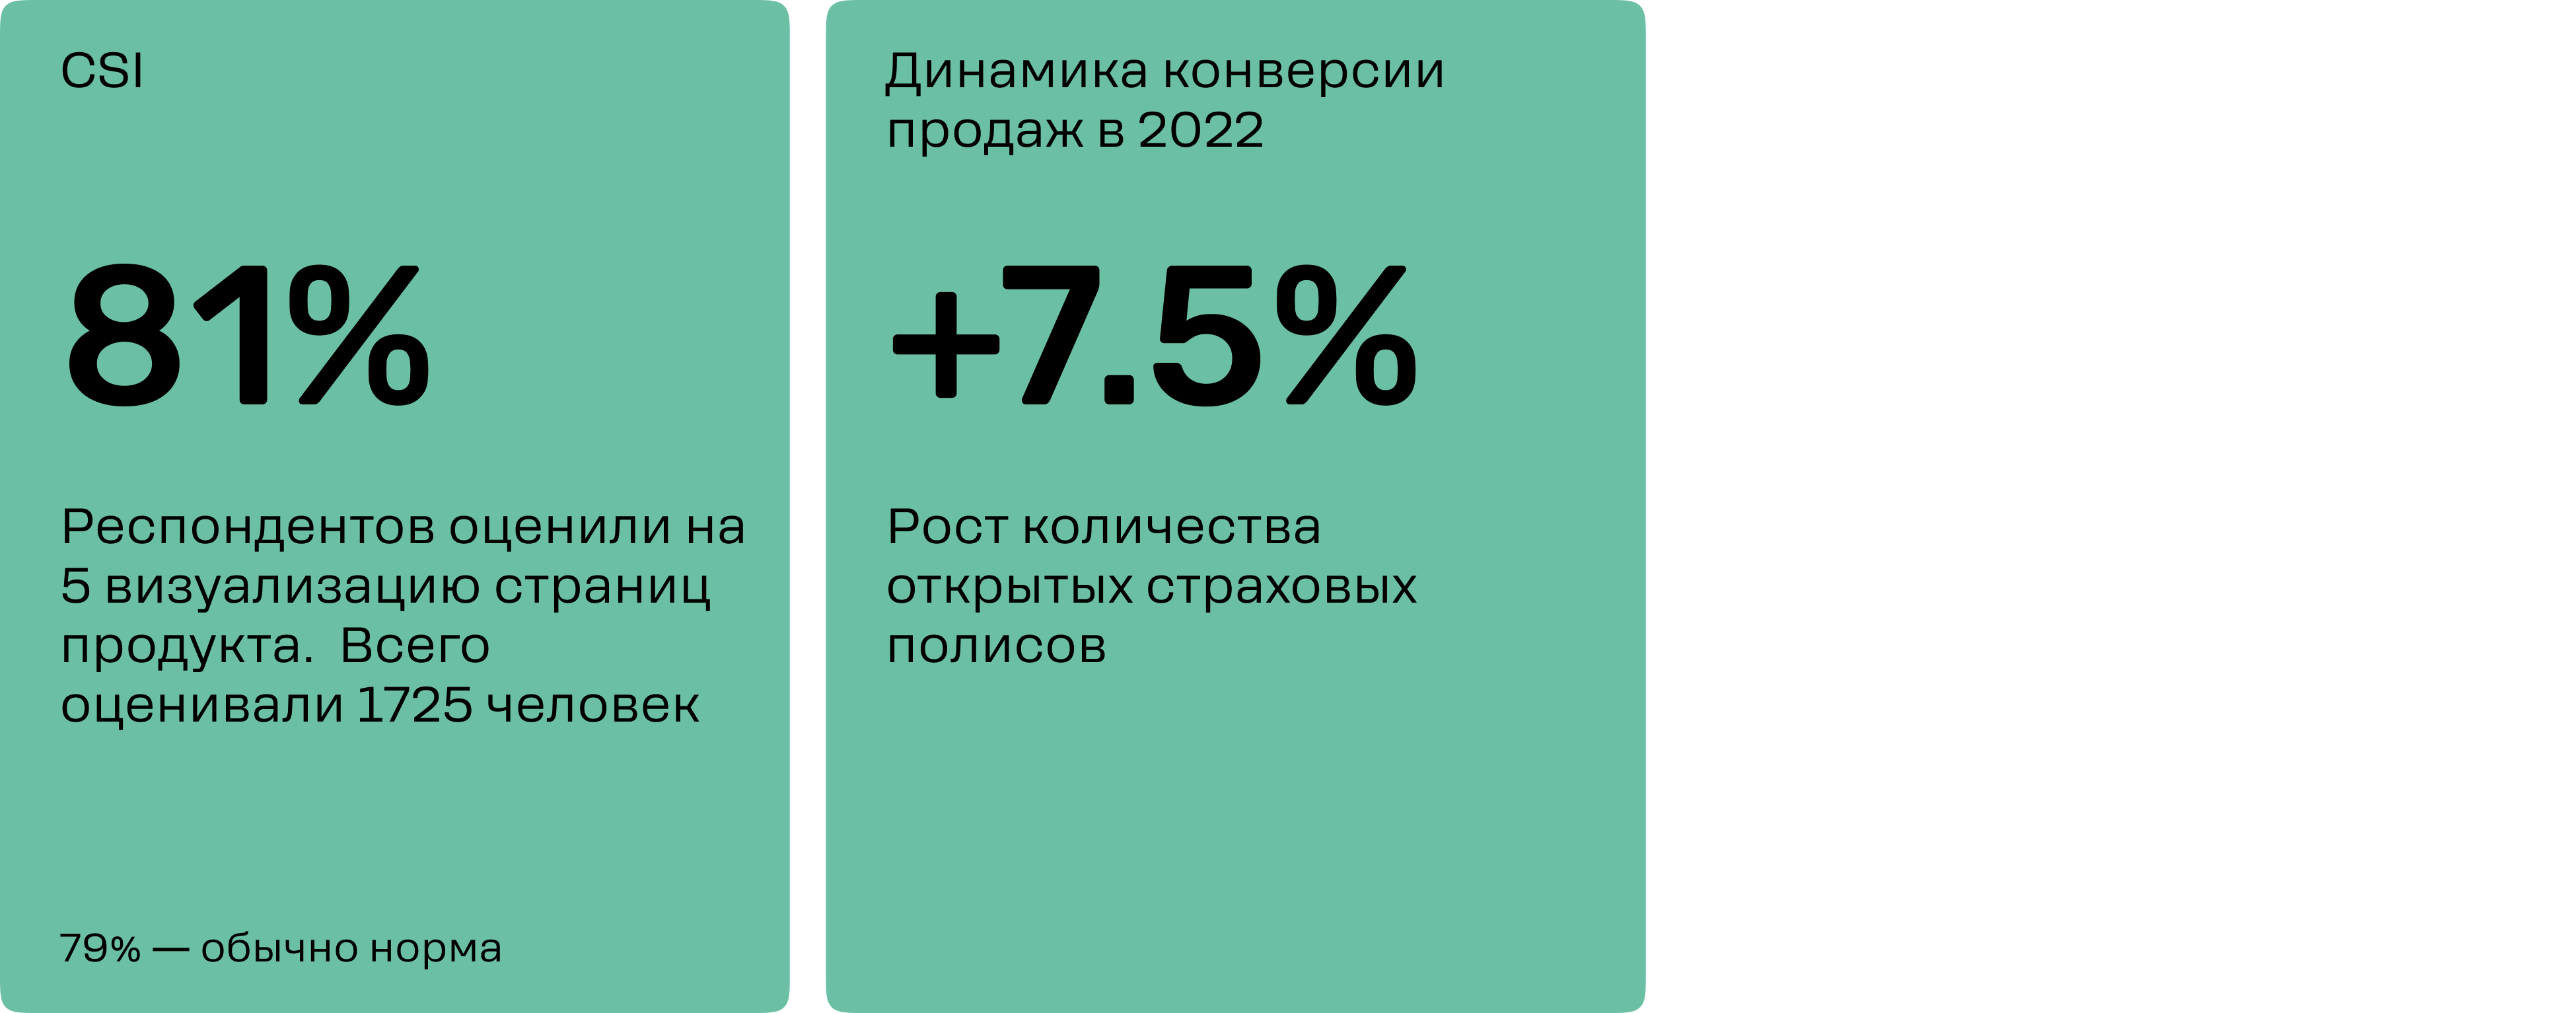 CSI
81%
Респондентов оценили на
5 визуализацию страниц
продукта.  Всего
оценивали 1725 человек
79% — обычно норма
Динамика конверсии
продаж в 2022
+7.5%
Рост количества
открытых страховых
полисов